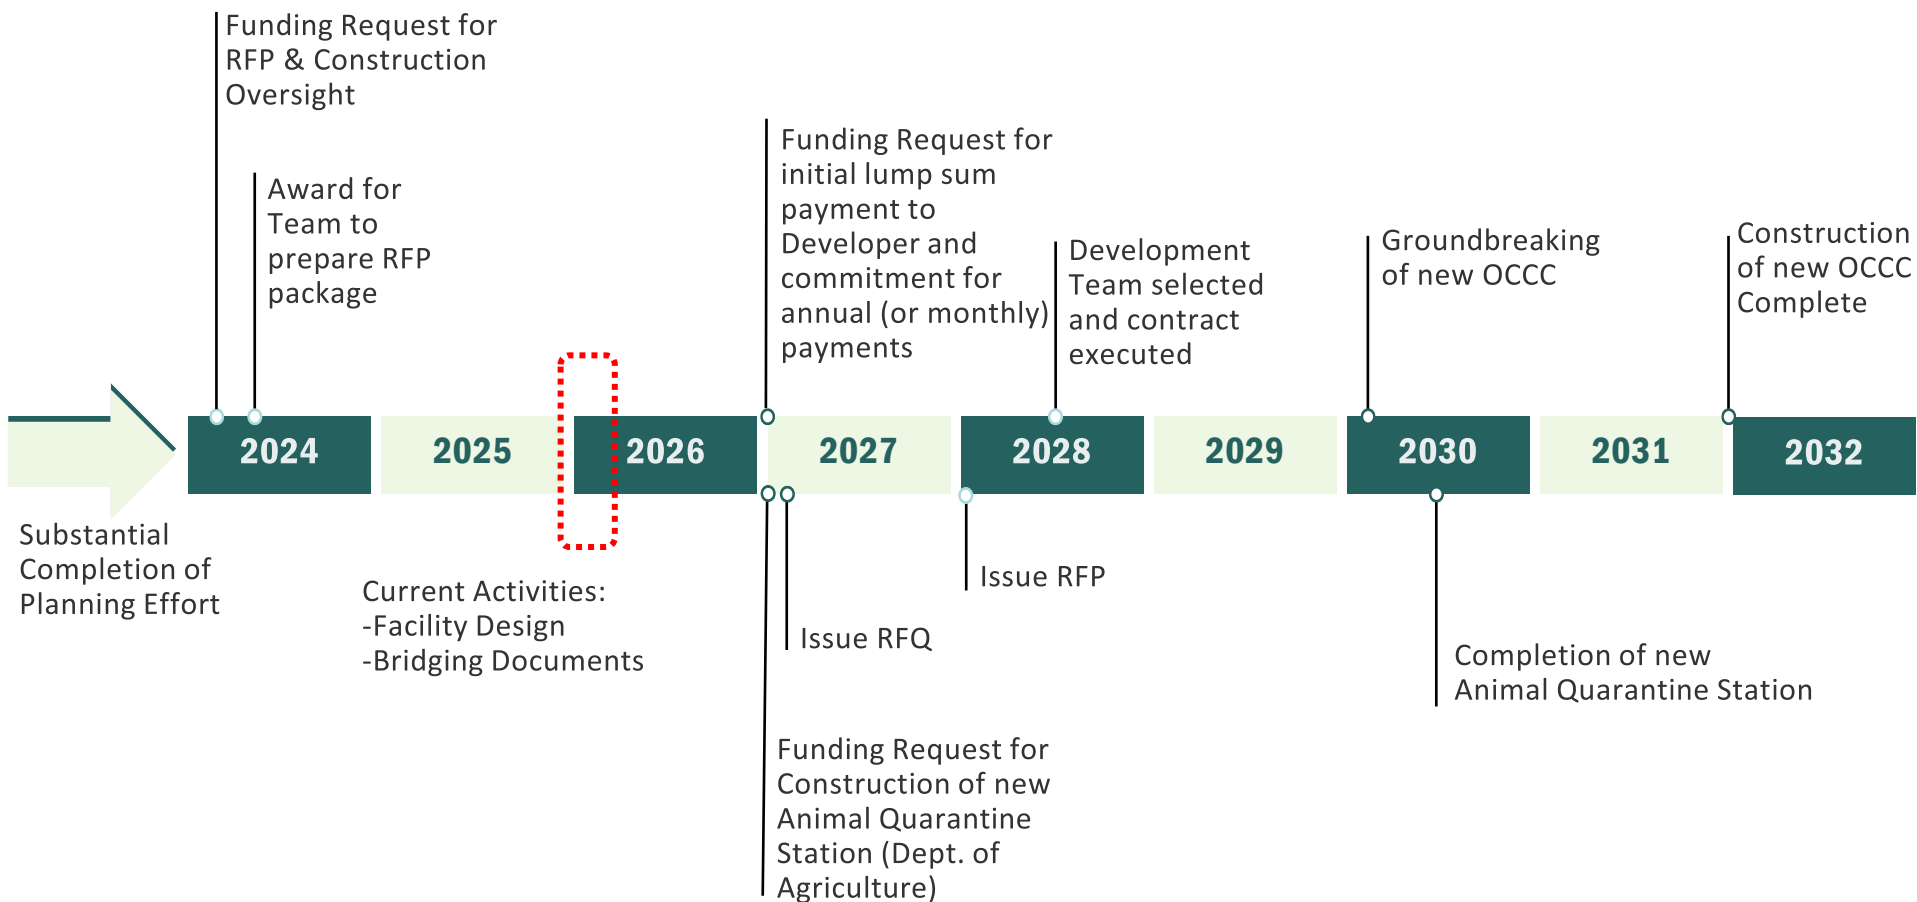 Funding Request for
RFP & Construction
Oversight
Award for
Team to
prepare RFP
package
Funding Request for
initial lump sum
payment to
Developer and
commitment for
annual (or monthly)
payments
Development
Team selected
and contract
executed
Groundbreaking
of new OCCC
Construction
of new OCCC
Complete
2024
2025
2026
2027
2028
2029
2030
2031
2032
Substantial
Completion of
Planning Effort
Current Activities:
-Facility Design
-Bridging Documents
Issue RFQ
Issue RFP
Funding Request for
Construction of new
Animal Quarantine
Station (Dept. of
Agriculture)
Completion of new
Animal Quarantine Station